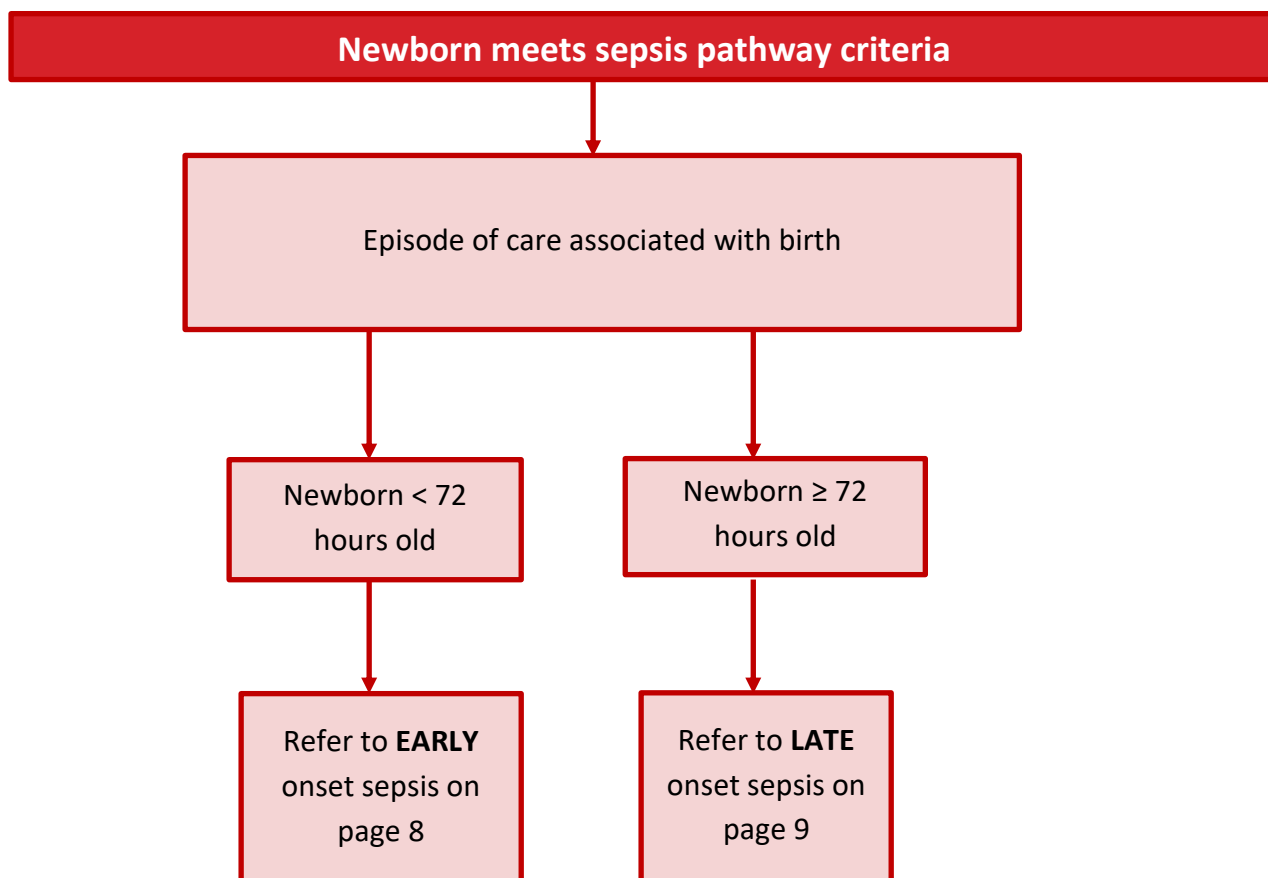 Newborn meets sepsis pathway criteria
Episode of care associated with birth
Newborn < 72
hours old
Newborn ≥ 72
hours old
Refer to EARLY
onset sepsis on
page 8
Refer to LATE
onset sepsis on
page 9